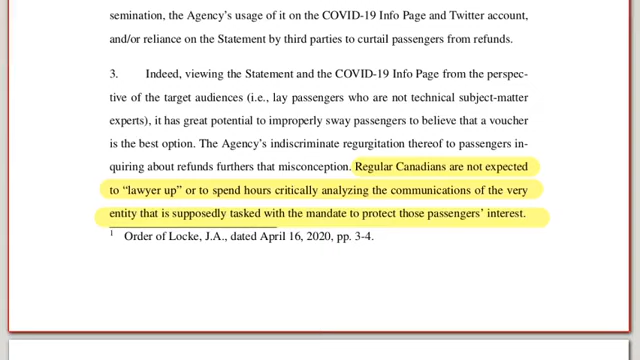 semination, the Agency’s usage of it on the COVID-19 Info Page and Twitter account,
and/or reliance on the Statement by third parties to curtail passengers from refunds.
3. Indeed, viewing the Statement and the COVID-19 Info Page from the perspec-
tive of the target audiences (i.e., lay passengers who are not technical subject-matter
experts), it has great potential to improperly sway passengers to believe that a voucher
is the best option. The Agency’s indiscriminate regurgitation thereof to passengers in-
quiring about refunds furthers that misconception. Regular Canadians are not expected
to “lawyer up” or to spend hours critically analyzing the communications of the very
entity that is supposedly tasked with the mandate to protect those passengers’ interest.
1 Order of Locke, J.A., dated April 16, 2020, pp. 3-4.